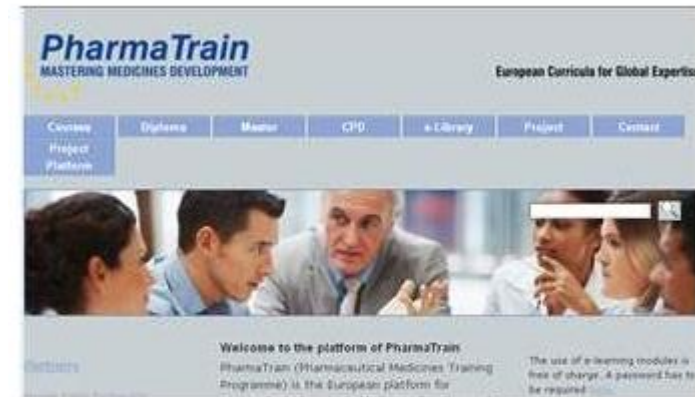 PharmaTrain
MASTERING MEDICINES DEVELOPMENT
European Curricula for Global Expertise
Courses Diploma Master CPD e-Library Project Contact
Project
Platform
Welcome to the platform of PharmaTrain
PharmaTrain (Pharmaceutical Medicines Training
Programme) is the European platform for
Partners
The use of e-learning modules is
free of charge. A password has to
be required